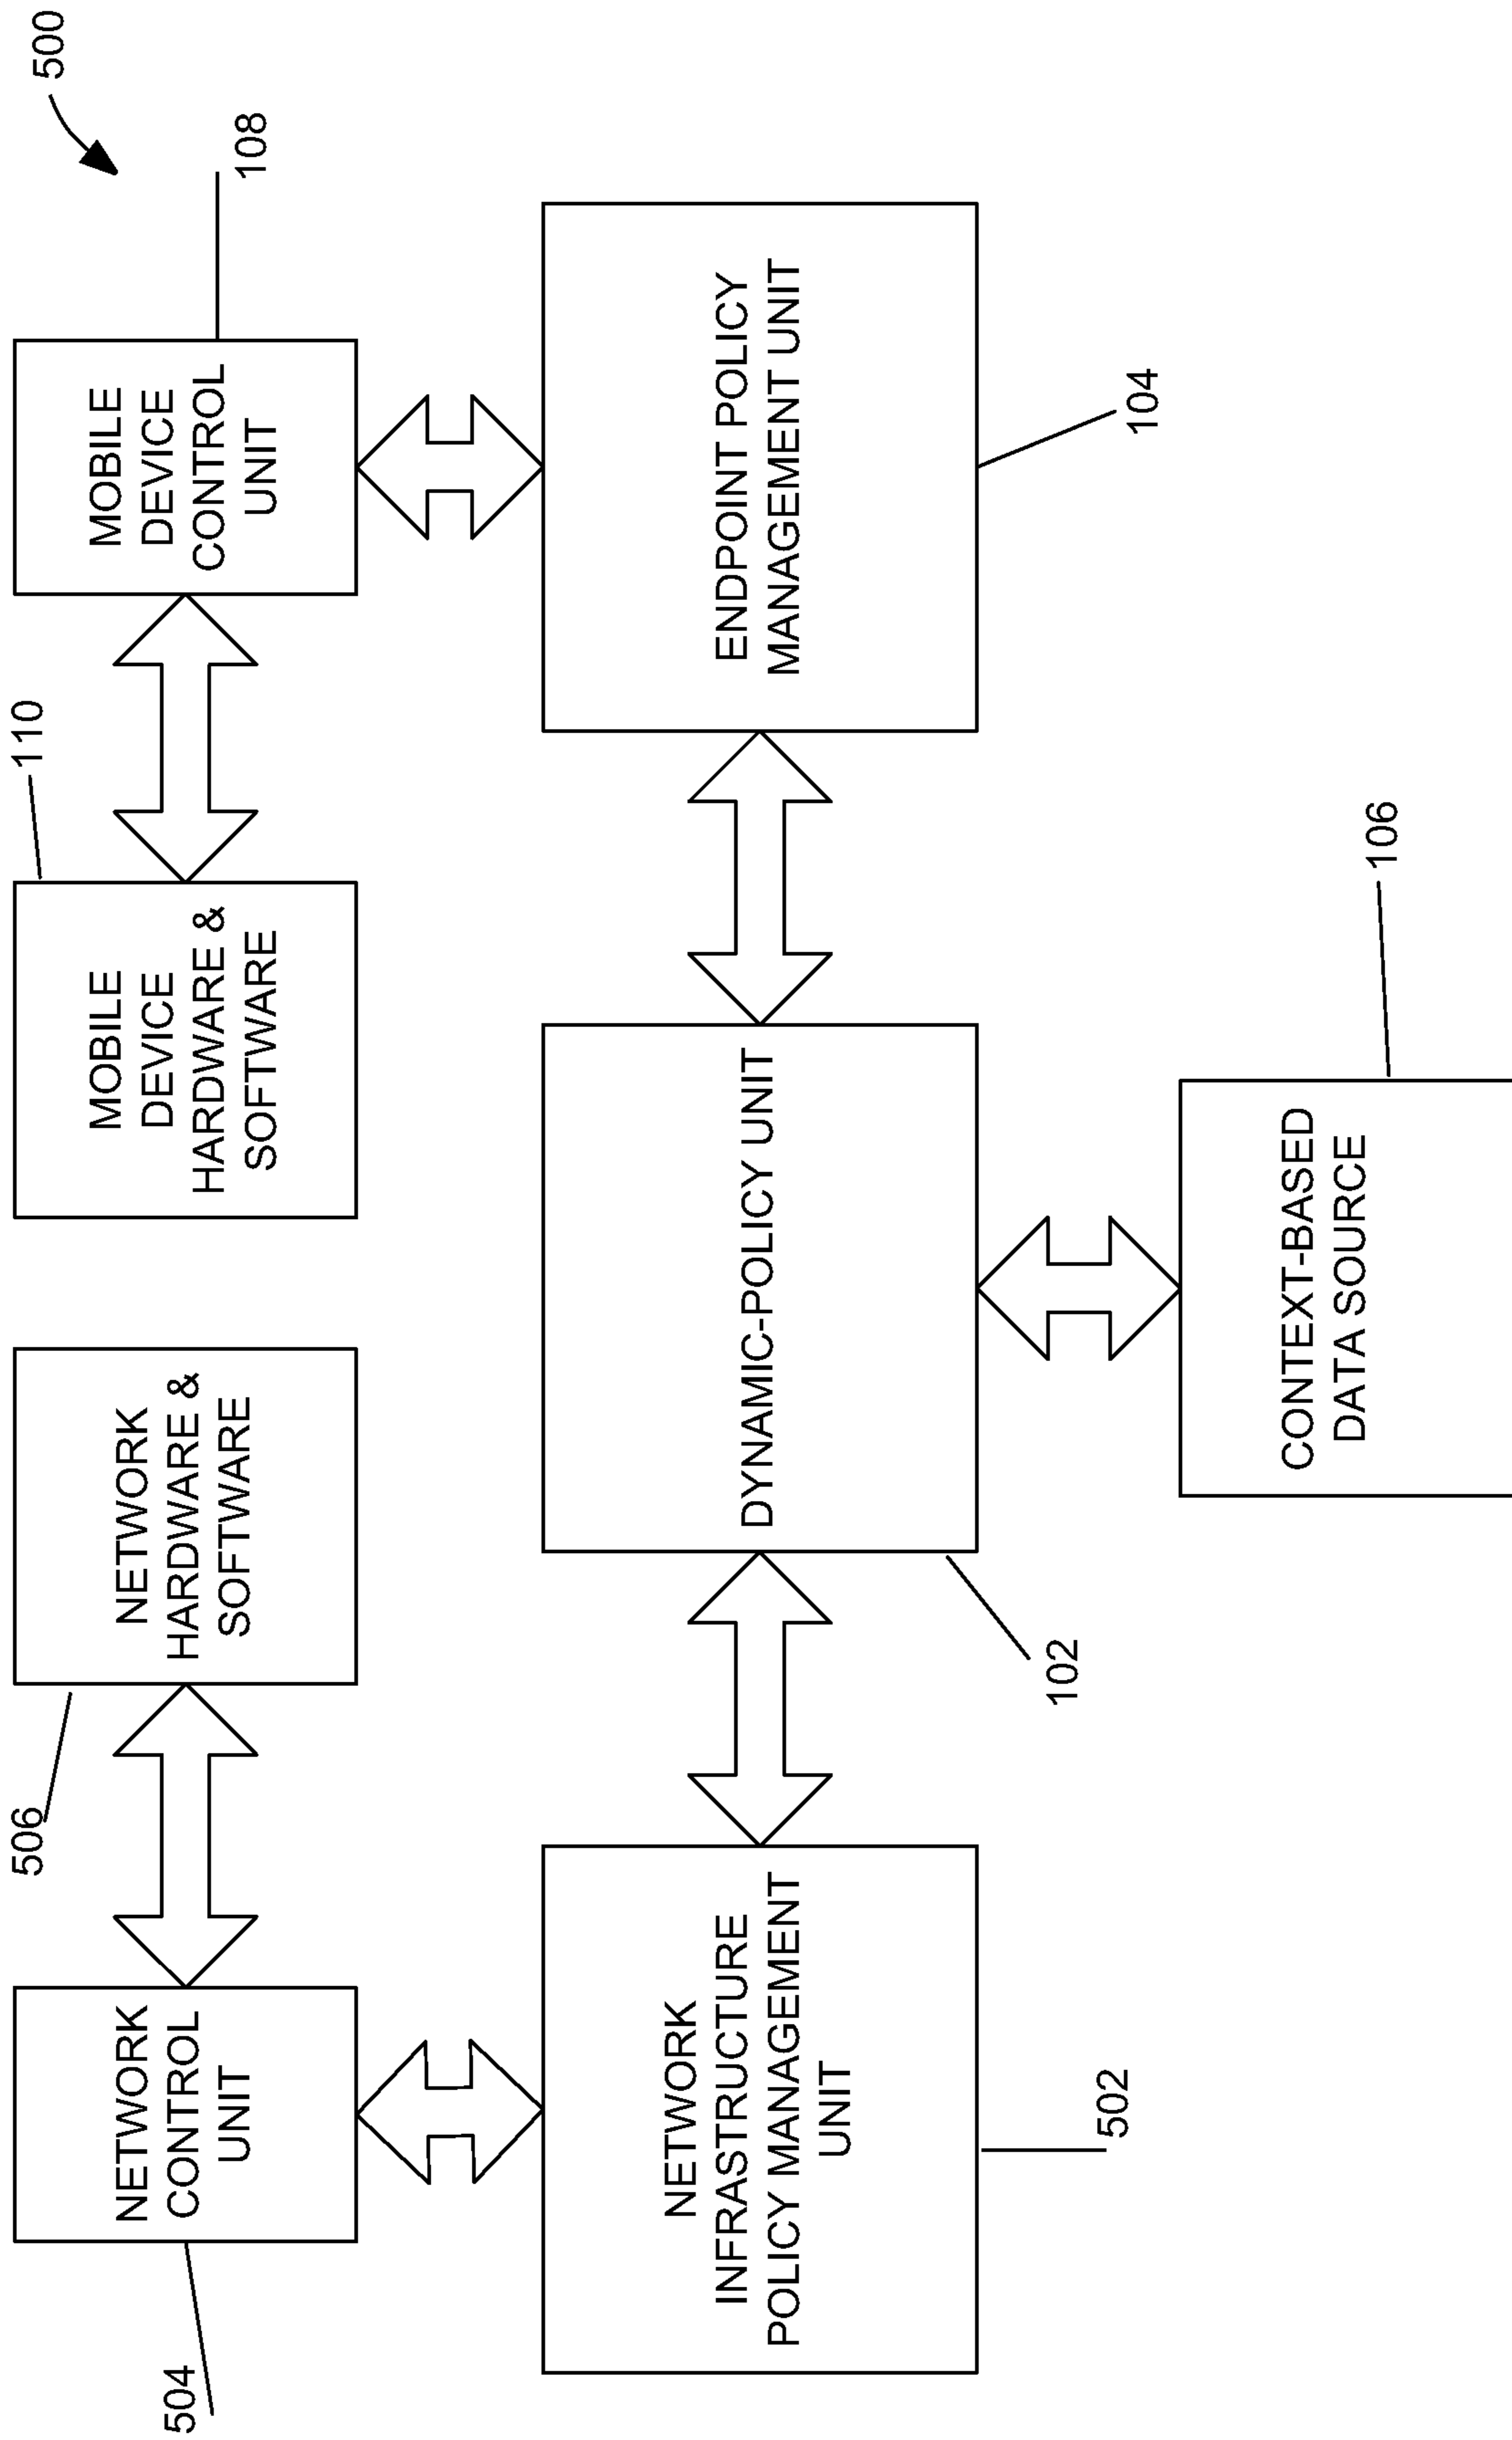 500
NETWORK
CONTROL
UNIT
504
506
NETWORK
HARDWARE &
SOFTWARE
MOBILE
DEVICE
HARDWARE &
SOFTWARE
110
MOBILE
DEVICE
CONTROL
UNIT
108
NETWORK
INFRASTRUCTURE
POLICY MANAGEMENT
UNIT
502
DYNAMIC-POLICY UNIT
102
ENDPOINT POLICY
MANAGEMENT UNIT
104
CONTEXT-BASED
DATA SOURCE
106